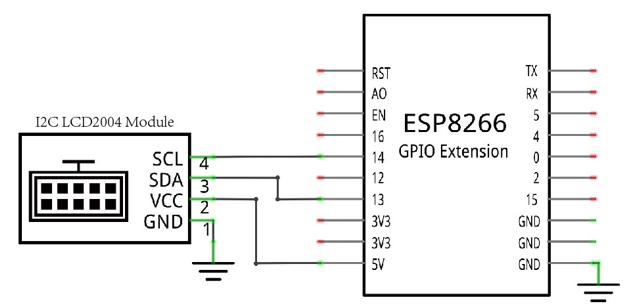 I2C LCD2004 Module
SCL 4
SDA 3
VCC 2
GND 1
ESP8266
GPIO Extension
RST
AO
EN
16
14
12
13
3V3
3V3
5V
TX
RX
5
4
0
2
15
GND
GND
GND